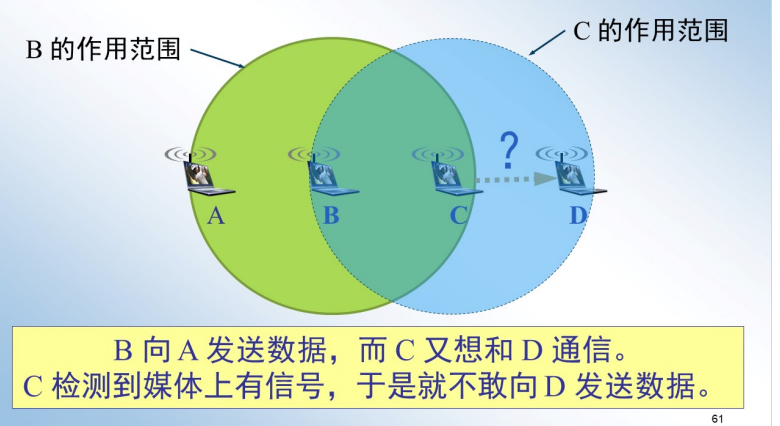 B 的作用范围
C 的作用范围
?
A
B
C
D
B 向 A 发送数据，而 C 又想和 D 通信。
C 检测到媒体上有信号，于是就不敢向 D 发送数据。
61